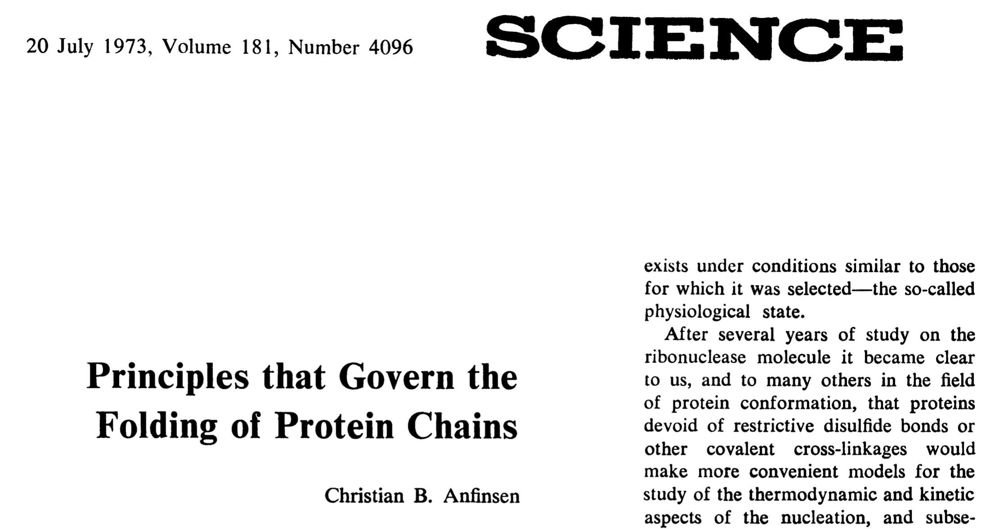 20 July 1973, Volume 181, Number 4096
SCIENCE
Principles that Govern the
Folding of Protein Chains
Christian B. Anfinsen
exists under conditions similar to those
for which it was selected—the so-called
physiological state.
After several years of study on the
ribonuclease molecule it became clear
to us, and to many others in the field
of protein conformation, that proteins
devoid of restrictive disulfide bonds or
other covalent cross-linkages would
make more convenient models for the
study of the thermodynamic and kinetic
aspects of the nucleation, and subse-